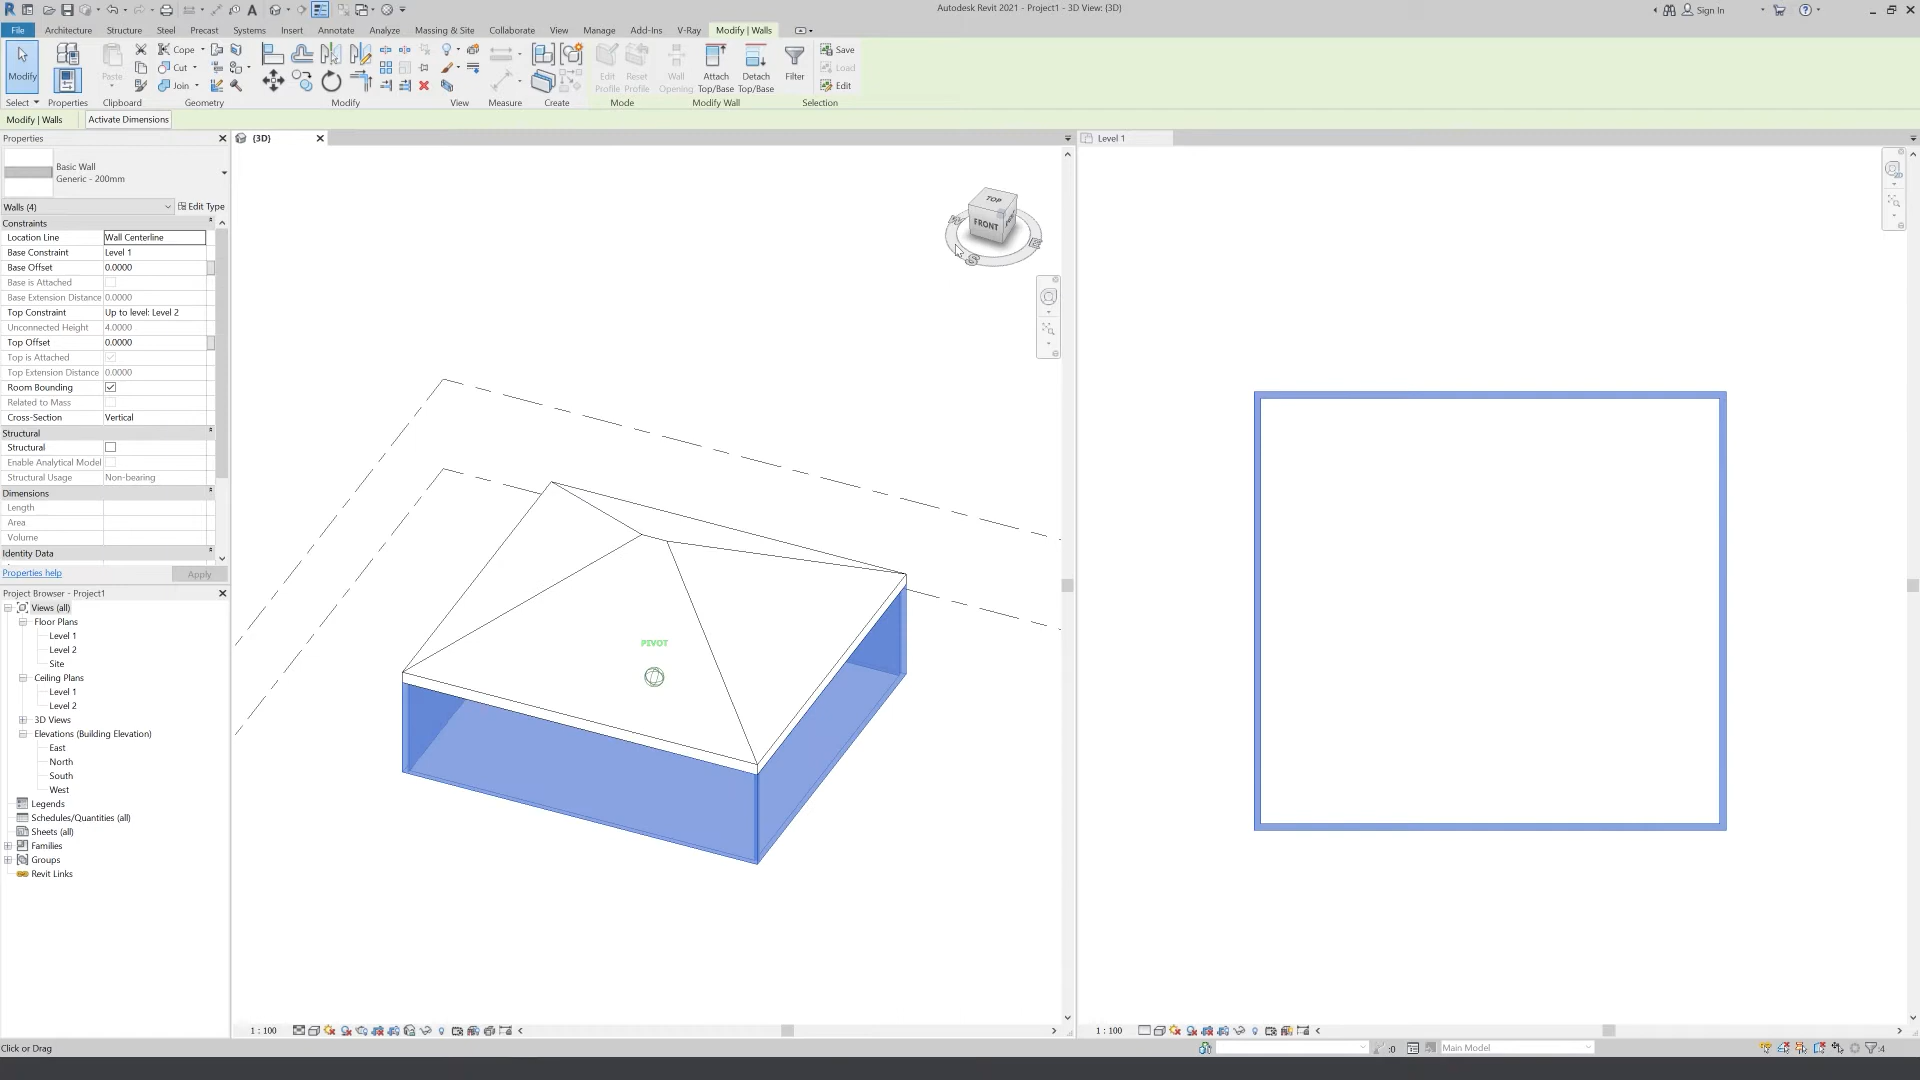 Autodesk Revit 2021 - Project1 - 3D View: {3D}
Sign In
File Architecture Structure Steel Precast Systems Insert Annotate Analyze Massing & Site Collaborate View Manage Add-Ins V-Ray Modify | Walls
Modify
Paste
Cope
Cut
Join
Edit Profile
Reset Profile
Wall Opening
Attach Top/Base
Detach Top/Base
Filter
Save
Load
Edit
Select Properties Clipboard Geometry Modify View Measure Create Mode Modify Wall Selection
Modify | Walls Activate Dimensions
Properties
Basic Wall
Generic - 200mm
Walls (4) Edit Type
Constraints
Location Line Wall Centerline
Base Constraint Level 1
Base Offset 0.0000
Base is Attached
Base Extension Distance 0.0000
Top Constraint Up to level: Level 2
Unconnected Height 4.0000
Top Offset 0.0000
Top is Attached
Top Extension Distance 0.0000
Room Bounding
Related to Mass
Cross-Section Vertical
Structural
Structural
Enable Analytical Model
Structural Usage Non-bearing
Dimensions
Length
Area
Volume
Identity Data
Properties help Apply
Project Browser - Project1
Views (all)
Floor Plans
Level 1
Level 2
Site
Ceiling Plans
Level 1
Level 2
3D Views
Elevations (Building Elevation)
East
North
South
West
Legends
Schedules/Quantities (all)
Sheets (all)
Families
Groups
Revit Links
{3D}
TOP
FRONT
W
S
E
PIVOT
1 : 100
Level 1
1 : 100
Click or Drag
:0
Main Model
:4